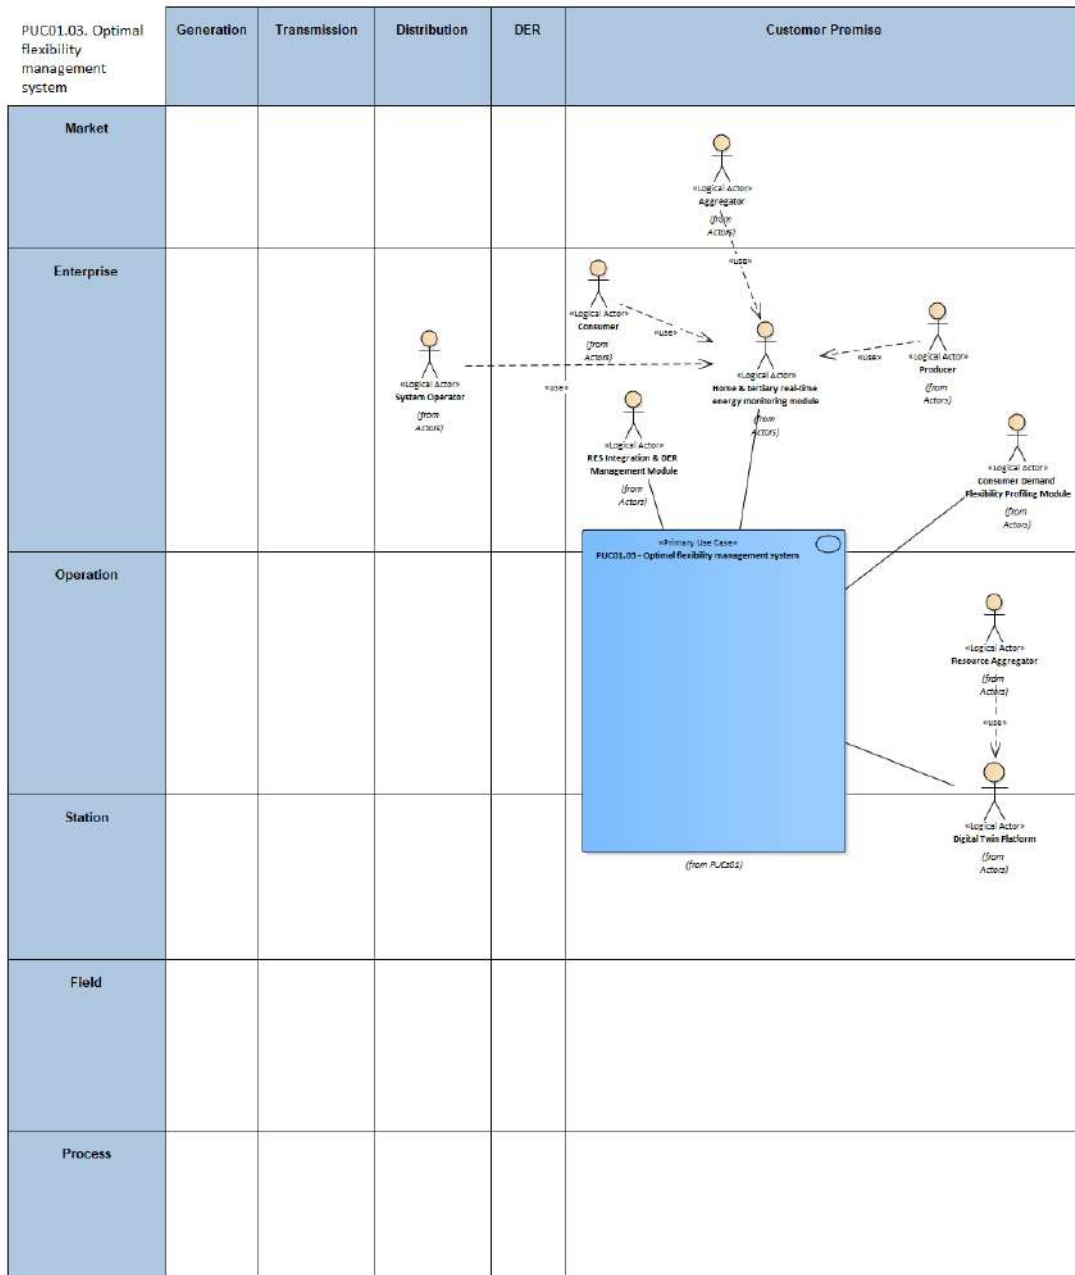 PUC01.03. Optimal
flexibility
management
system
Generation
Transmission
Distribution
DER
Customer Premise
Market
«Logical Actor»
Aggregator
(from
Actors)
«use»
Enterprise
«Logical Actor»
Consumer
(from
Actors)
«use»
«Logical Actor»
System Operator
(from
Actors)
«use»
«Logical Actor»
Home & tertiary real-time
energy monitoring module
(from
Actors)
«use»
«Logical Actor»
Producer
(from
Actors)
«Logical Actor»
RES Integration & DER
Management Module
(from
Actors)
«Logical Actor»
Consumer Demand
Flexibility Profiling Module
(from
Actors)
«Primary Use Case»
PUC01.03 - Optimal flexibility management system
Operation
«Logical Actor»
Resource Aggregator
(from
Actors)
«use»
Station
«Logical Actor»
Digital Twin Platform
(from
Actors)
(from PUCs01)
Field
Process